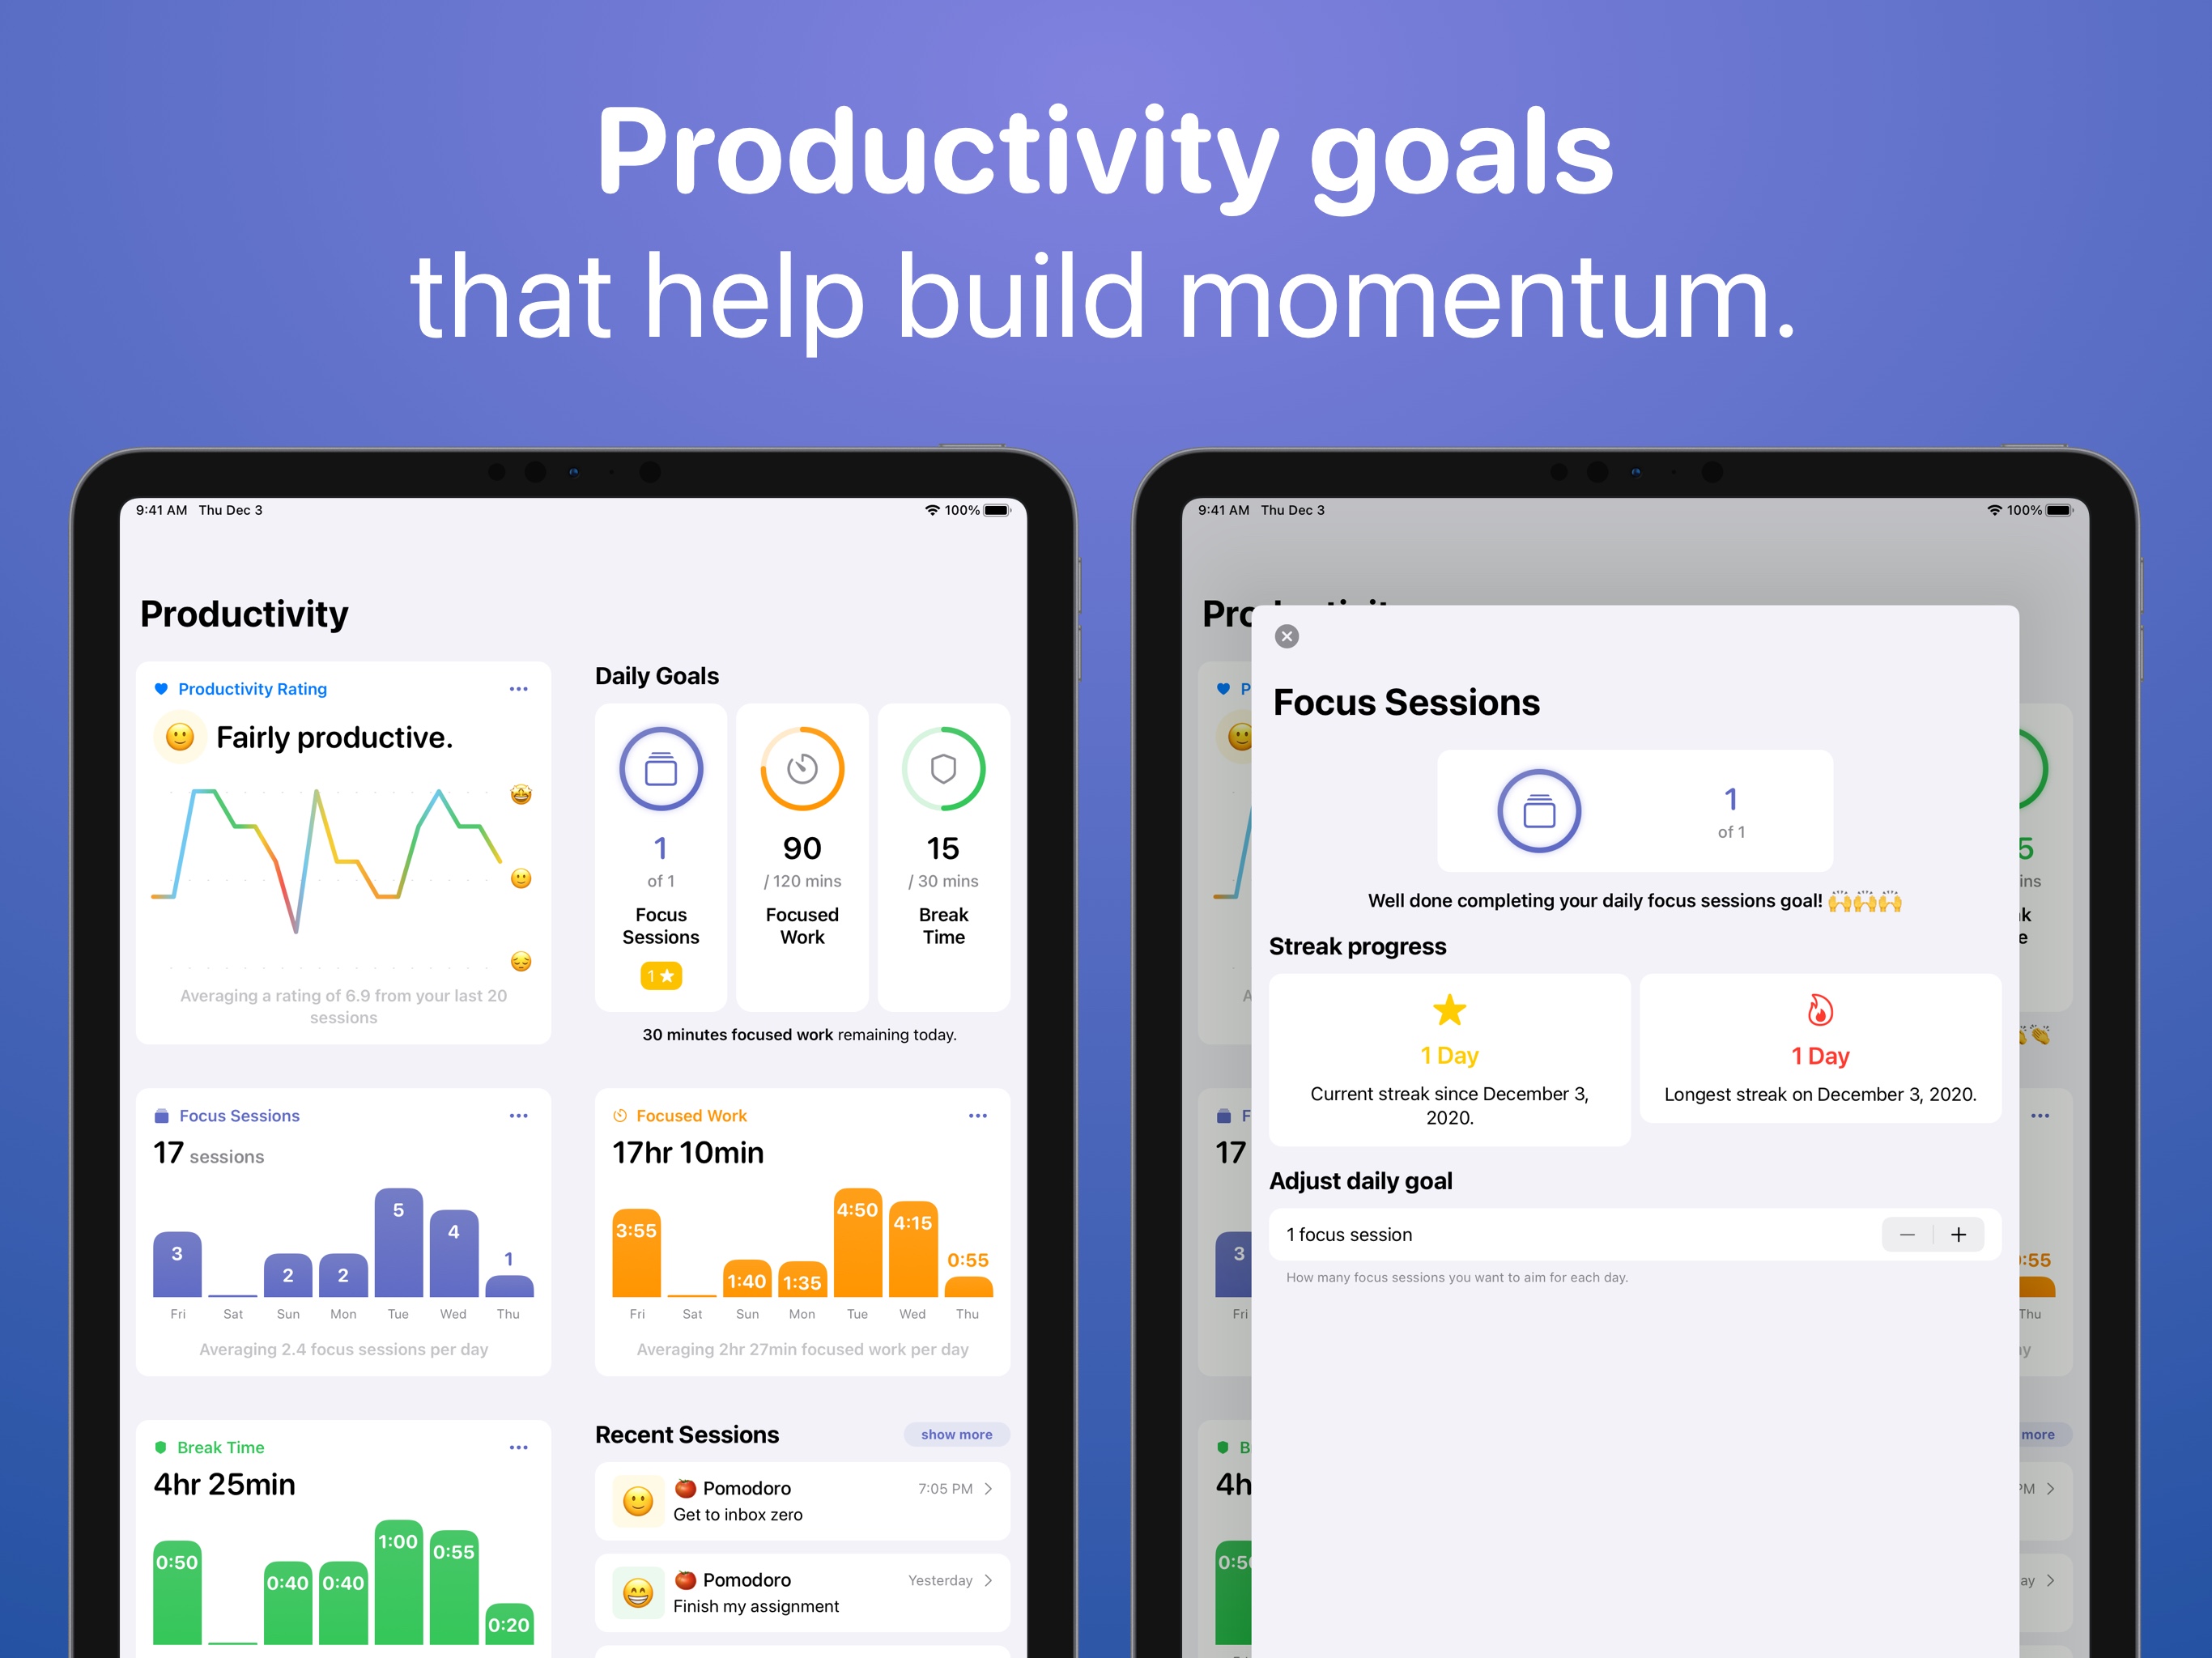 Productivity goals
that help build momentum.
9:41 AM Thu Dec 3
100%
Productivity
Productivity Rating
Fairly productive.
Averaging a rating of 6.9 from your last 20
sessions
Daily Goals
1
of 1
Focus
Sessions
1
90
/ 120 mins
Focused
Work
15
/ 30 mins
Break
Time
30 minutes focused work remaining today.
Focus Sessions
17 sessions
3
2
2
5
4
1
Fri Sat Sun Mon Tue Wed Thu
Averaging 2.4 focus sessions per day
Focused Work
17hr 10min
3:55
1:40
1:35
4:50
4:15
0:55
Fri Sat Sun Mon Tue Wed Thu
Averaging 2hr 27min focused work per day
Break Time
4hr 25min
0:50
0:40
0:40
1:00
0:55
0:20
Recent Sessions
show more
Pomodoro
7:05 PM
Get to inbox zero
Pomodoro
Yesterday
Finish my assignment
9:41 AM Thu Dec 3
100%
Focus Sessions
1
of 1
Well done completing your daily focus sessions goal! 🙌🙌🙌
Streak progress
1 Day
Current streak since December 3,
2020.
1 Day
Longest streak on December 3, 2020.
Adjust daily goal
1 focus session
How many focus sessions you want to aim for each day.
17
3
Fri
Thu
more